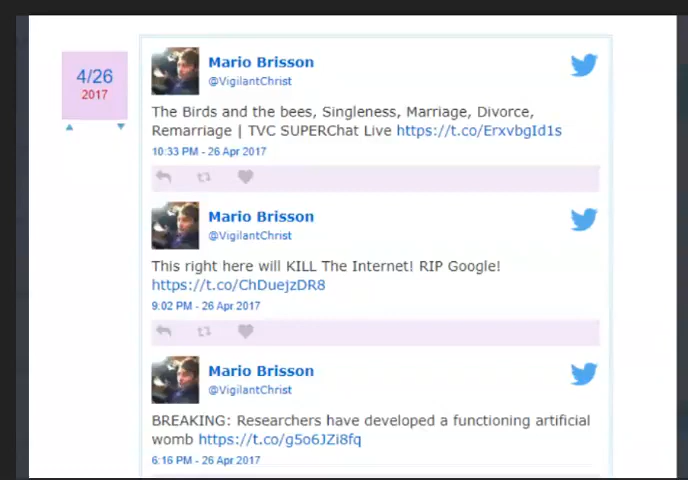 4/26
2017
Mario Brisson
@VigilantChrist
The Birds and the bees, Singleness, Marriage, Divorce,
Remarriage | TVC SUPERChat Live https://t.co/ErxvbgId1s
10:33 PM - 26 Apr 2017
Mario Brisson
@VigilantChrist
This right here will KILL The Internet! RIP Google!
https://t.co/ChDuejzDR8
9:02 PM - 26 Apr 2017
Mario Brisson
@VigilantChrist
BREAKING: Researchers have developed a functioning artificial
womb https://t.co/g5o6JZi8fq
6:16 PM - 26 Apr 2017